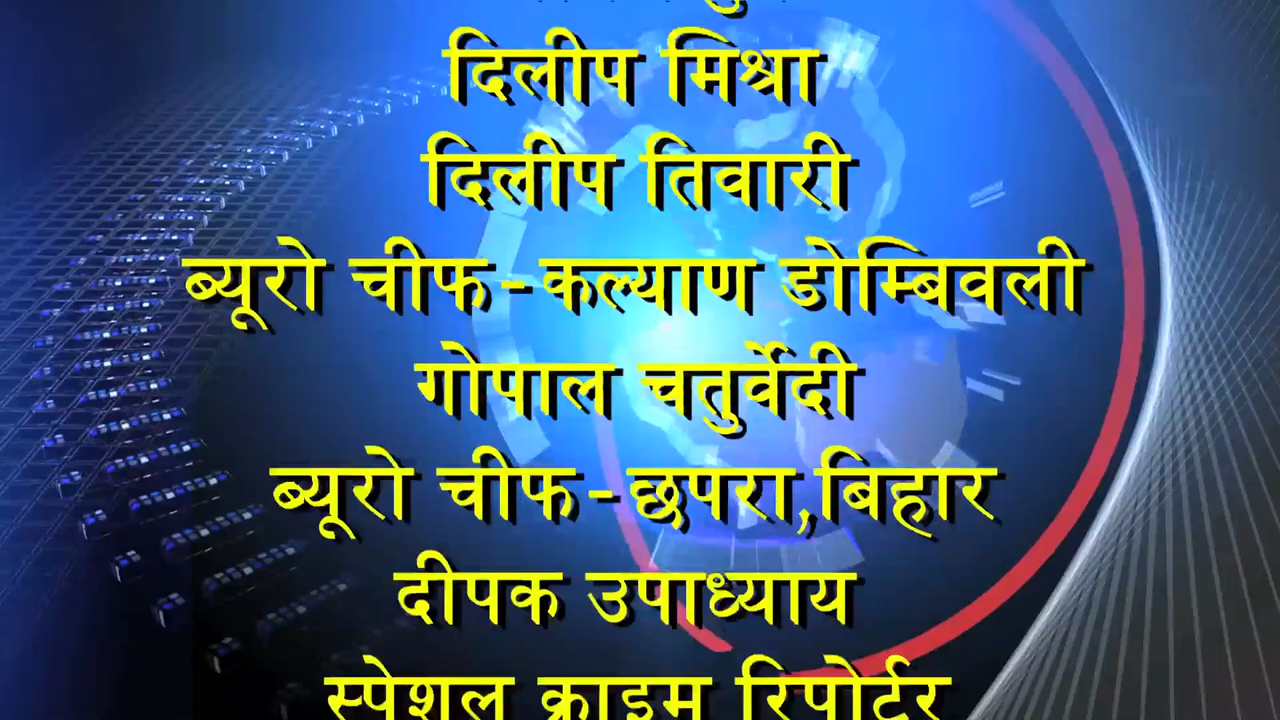 दिलीप मिश्रा
दिलीप तिवारी
ब्यूरो चीफ-कल्याण डोम्बिवली
गोपाल चतुर्वेदी
ब्यूरो चीफ-छपरा,बिहार
दीपक उपाध्याय
स्पेशल क्राइम रिपोर्टर